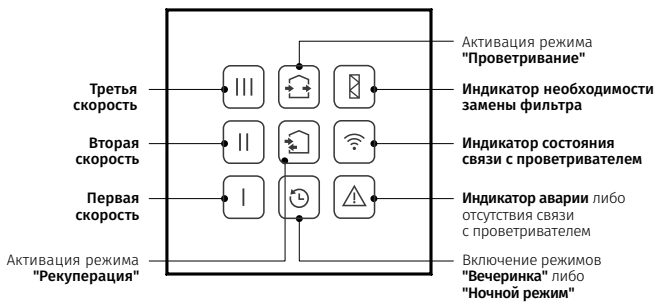 Активация режима
"Проветривание"
Третья
скорость
Индикатор необходимости
замены фильтра
Вторая
скорость
Индикатор состояния
связи с проветривателем
Первая
скорость
Индикатор аварии либо
отсутствия связи
с проветривателем
Активация режима
"Рекуперация"
Включение режимов
"Вечеринка" либо
"Ночной режим"